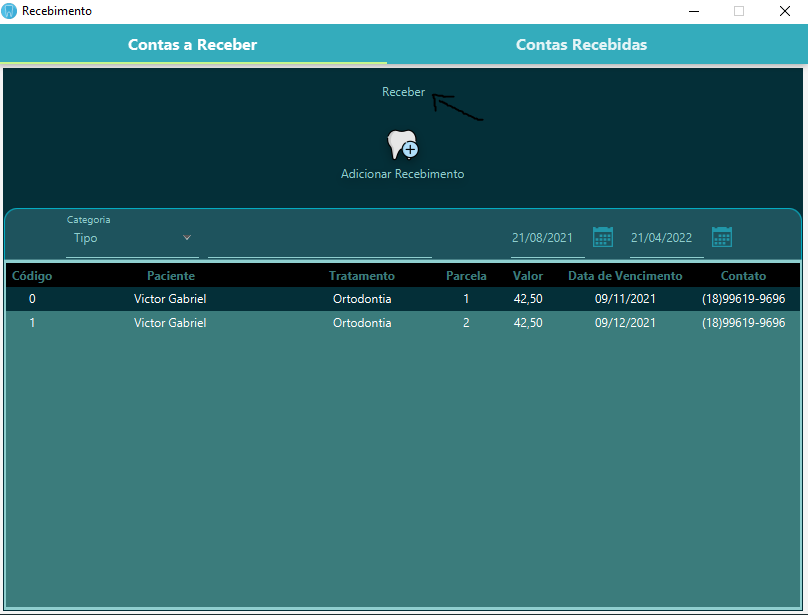 Recebimento
Contas a Receber Contas Recebidas
Receber
Adicionar Recebimento
Categoria
Tipo 21/08/2021 21/04/2022
Código Paciente Tratamento Parcela Valor Data de Vencimento Contato
0 Victor Gabriel Ortodontia 1 42,50 09/11/2021 (18)99619-9696
1 Victor Gabriel Ortodontia 2 42,50 09/12/2021 (18)99619-9696